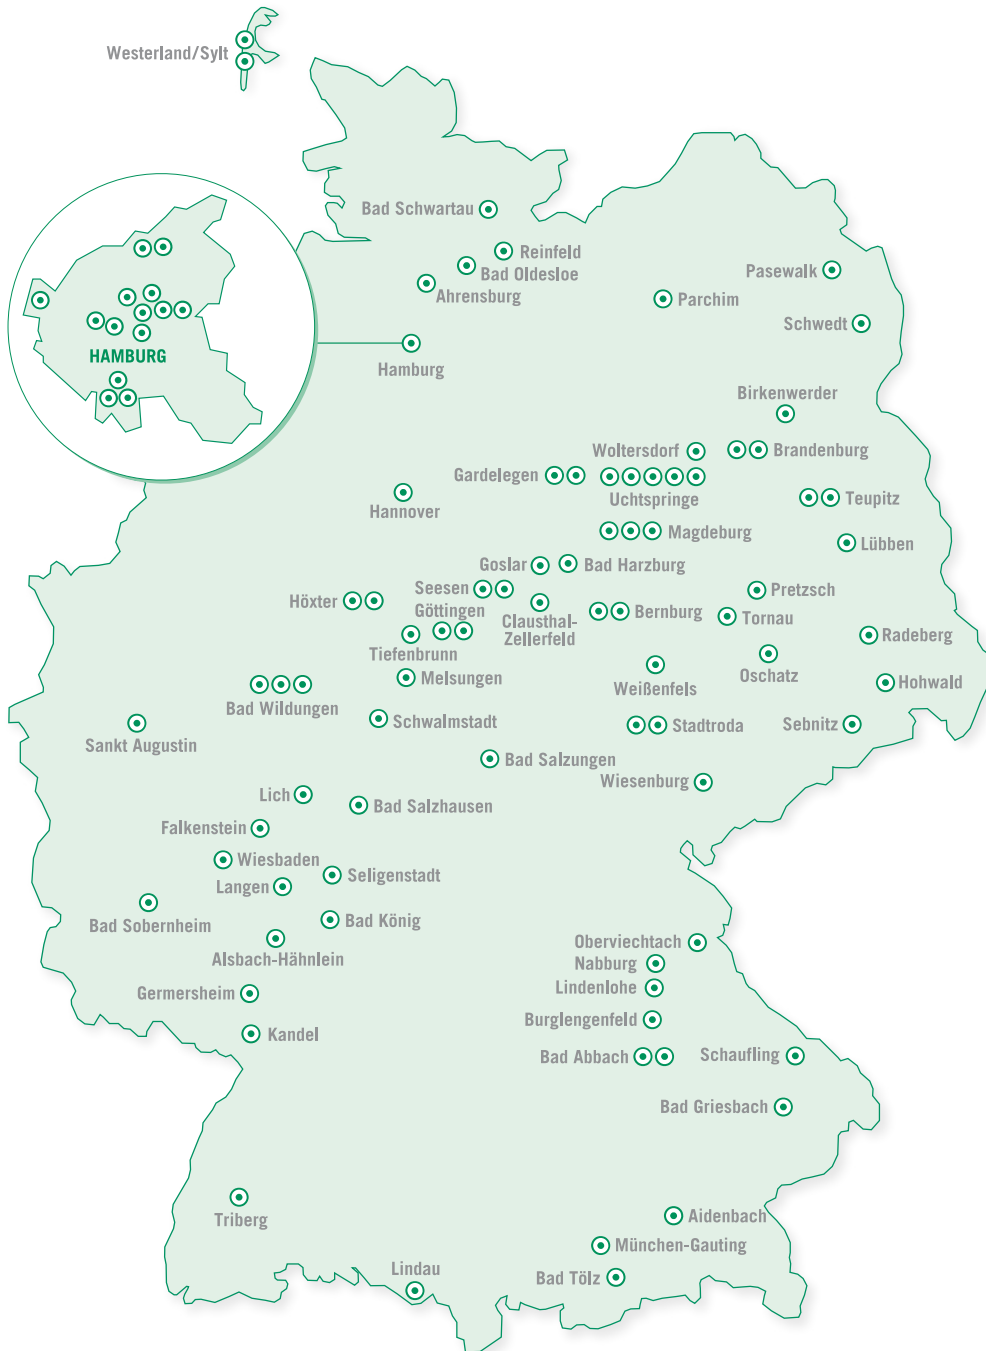 Westerland/Sylt
Bad Schwartau
Reinfeld
Bad Oldesloe
Ahrensburg
Pasewalk
Parchim
Schwedt
HAMBURG
Hamburg
Birkenwerder
Woltersdorf
Brandenburg
Gardelegen
Uchtspringe
Teupitz
Hannover
Magdeburg
Lübben
Goslar
Bad Harzburg
Seesen
Pretzsch
Höxter
Göttingen
Clausthal-
Zellerfeld
Bernburg
Tornau
Radeberg
Tiefenbrunn
Oschatz
Melsungen
Weißenfels
Hohwald
Bad Wildungen
Schwalmstadt
Stadtroda
Sebnitz
Sankt Augustin
Bad Salzungen
Wiesenburg
Lich
Bad Salzhausen
Falkenstein
Wiesbaden
Seligenstadt
Langen
Bad Sobernheim
Bad König
Alsbach-Hähnlein
Oberviechtach
Nabburg
Lindenlohe
Germersheim
Burglengenfeld
Kandel
Bad Abbach
Schaufling
Bad Griesbach
Triberg
Aidenbach
München-Gauting
Lindau
Bad Tölz